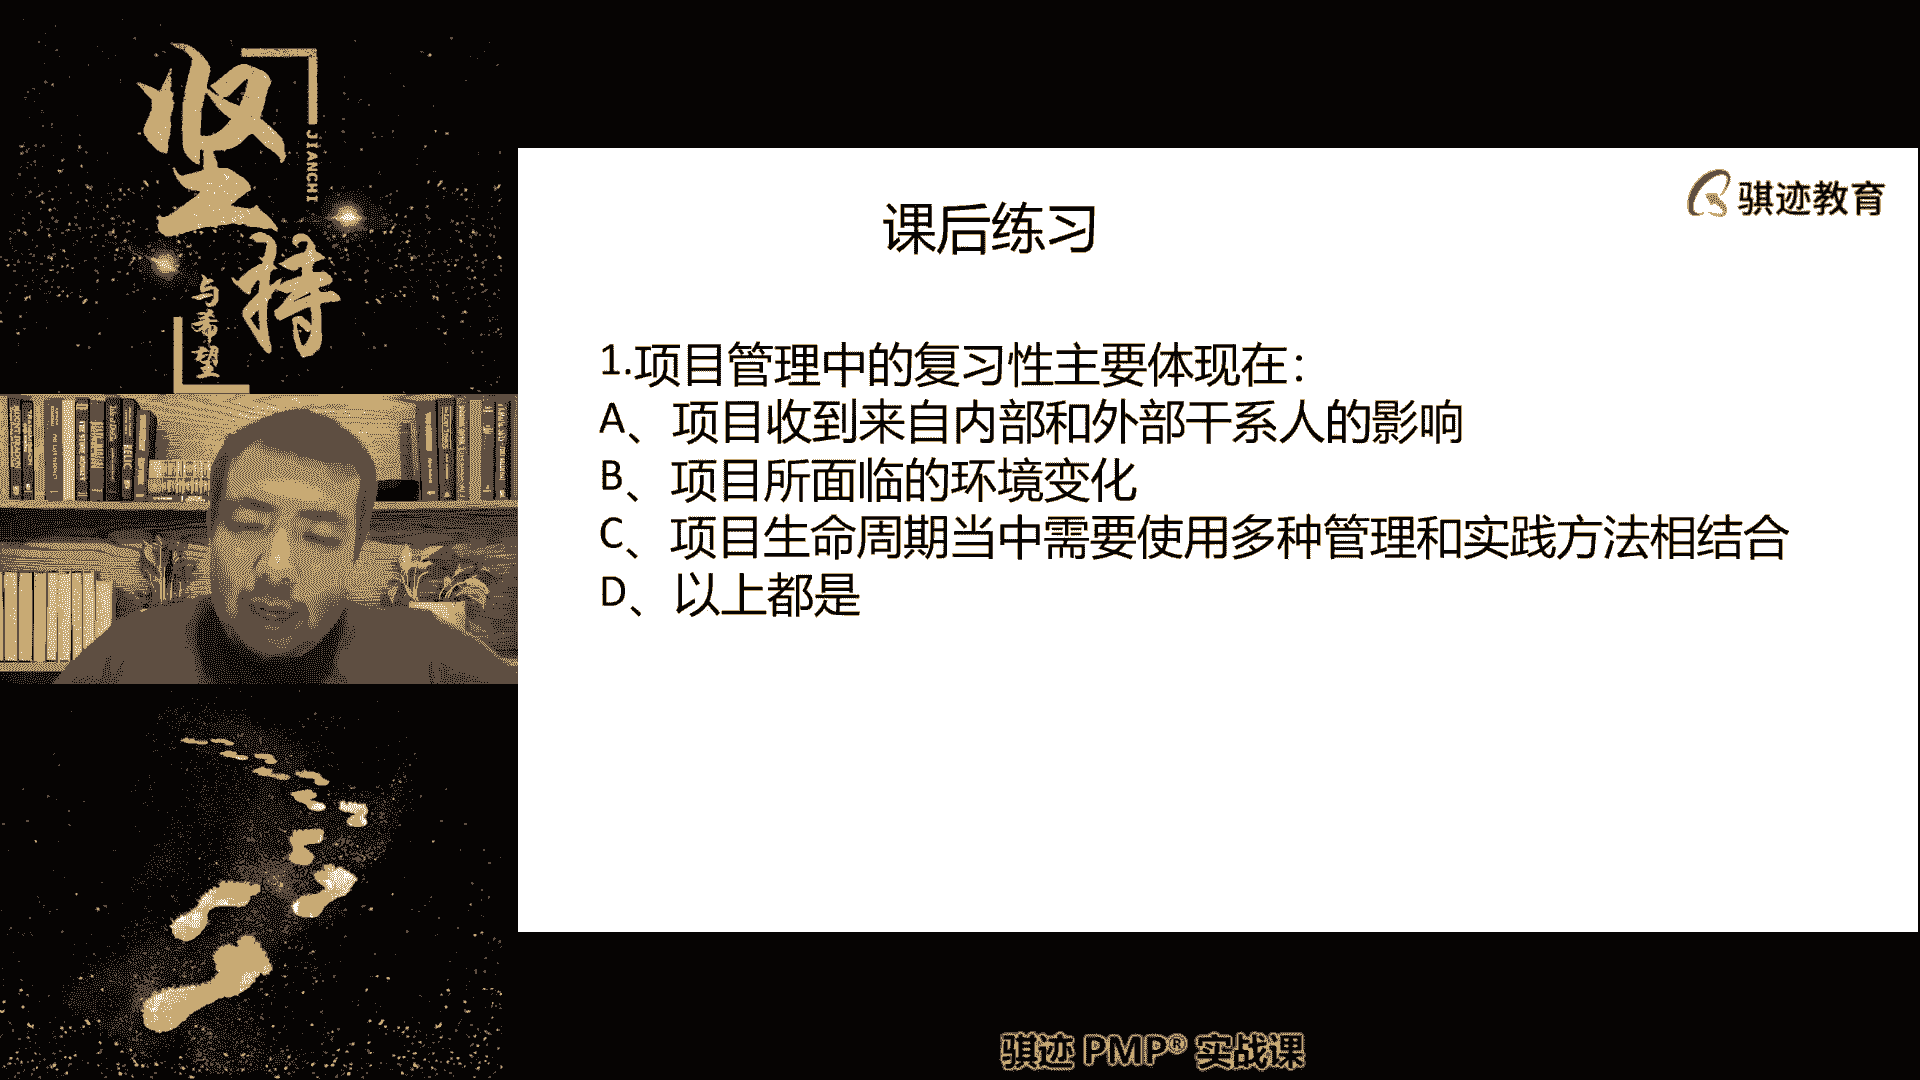 坚持
JIANCHI
与希望
骐迹教育
课后练习
1.项目管理中的复习性主要体现在：
A、项目收到来自内部和外部干系人的影响
B、项目所面临的环境变化
C、项目生命周期当中需要使用多种管理和实践方法相结合
D、以上都是
骐迹 PMP® 实战课